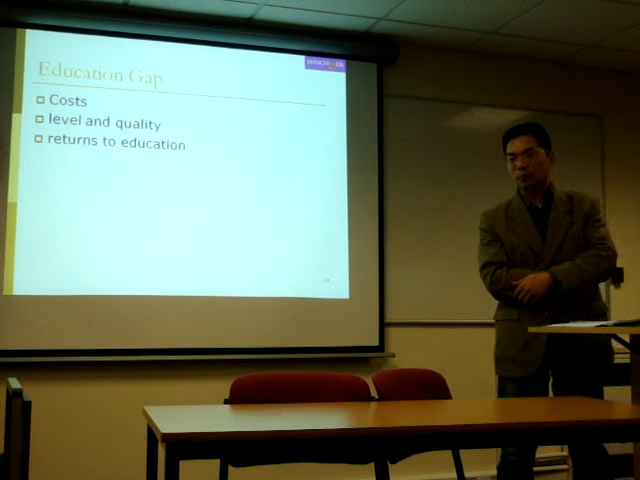 Education Gap
Costs
level and quality
returns to education